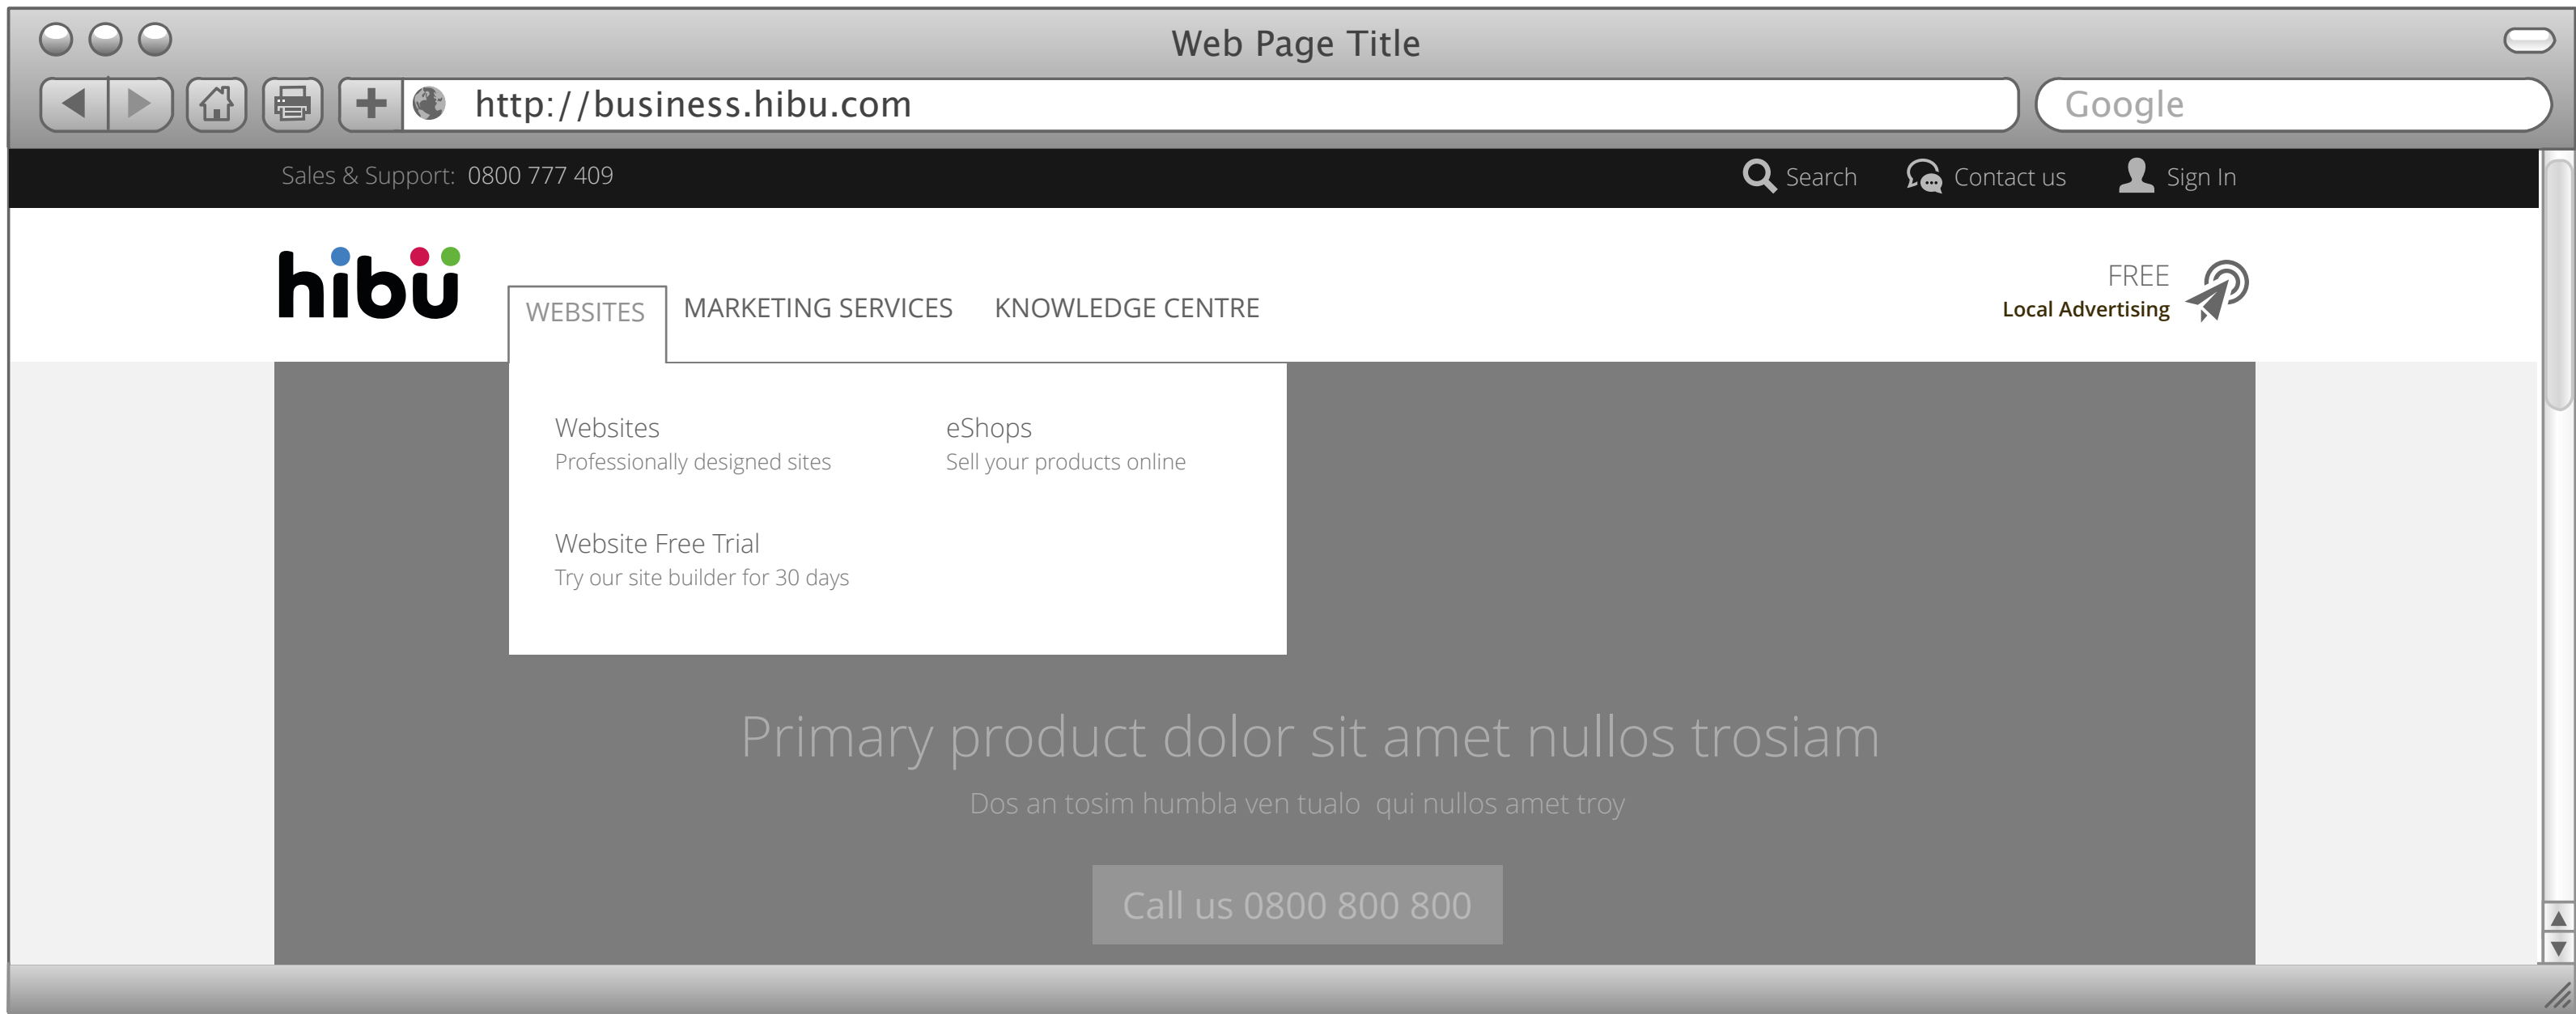 Web Page Title
http://business.hibu.com
Google
Sales & Support: 0800 777 409
Search
Contact us
Sign In
hibü
WEBSITES
MARKETING SERVICES
KNOWLEDGE CENTRE
FREE
Local Advertising
Websites
Professionally designed sites
eShops
Sell your products online
Website Free Trial
Try our site builder for 30 days
Primary product dolor sit amet nullos trosiam
Dos an tosim humbla ven tualo qui nullos amet troy
Call us 0800 800 800